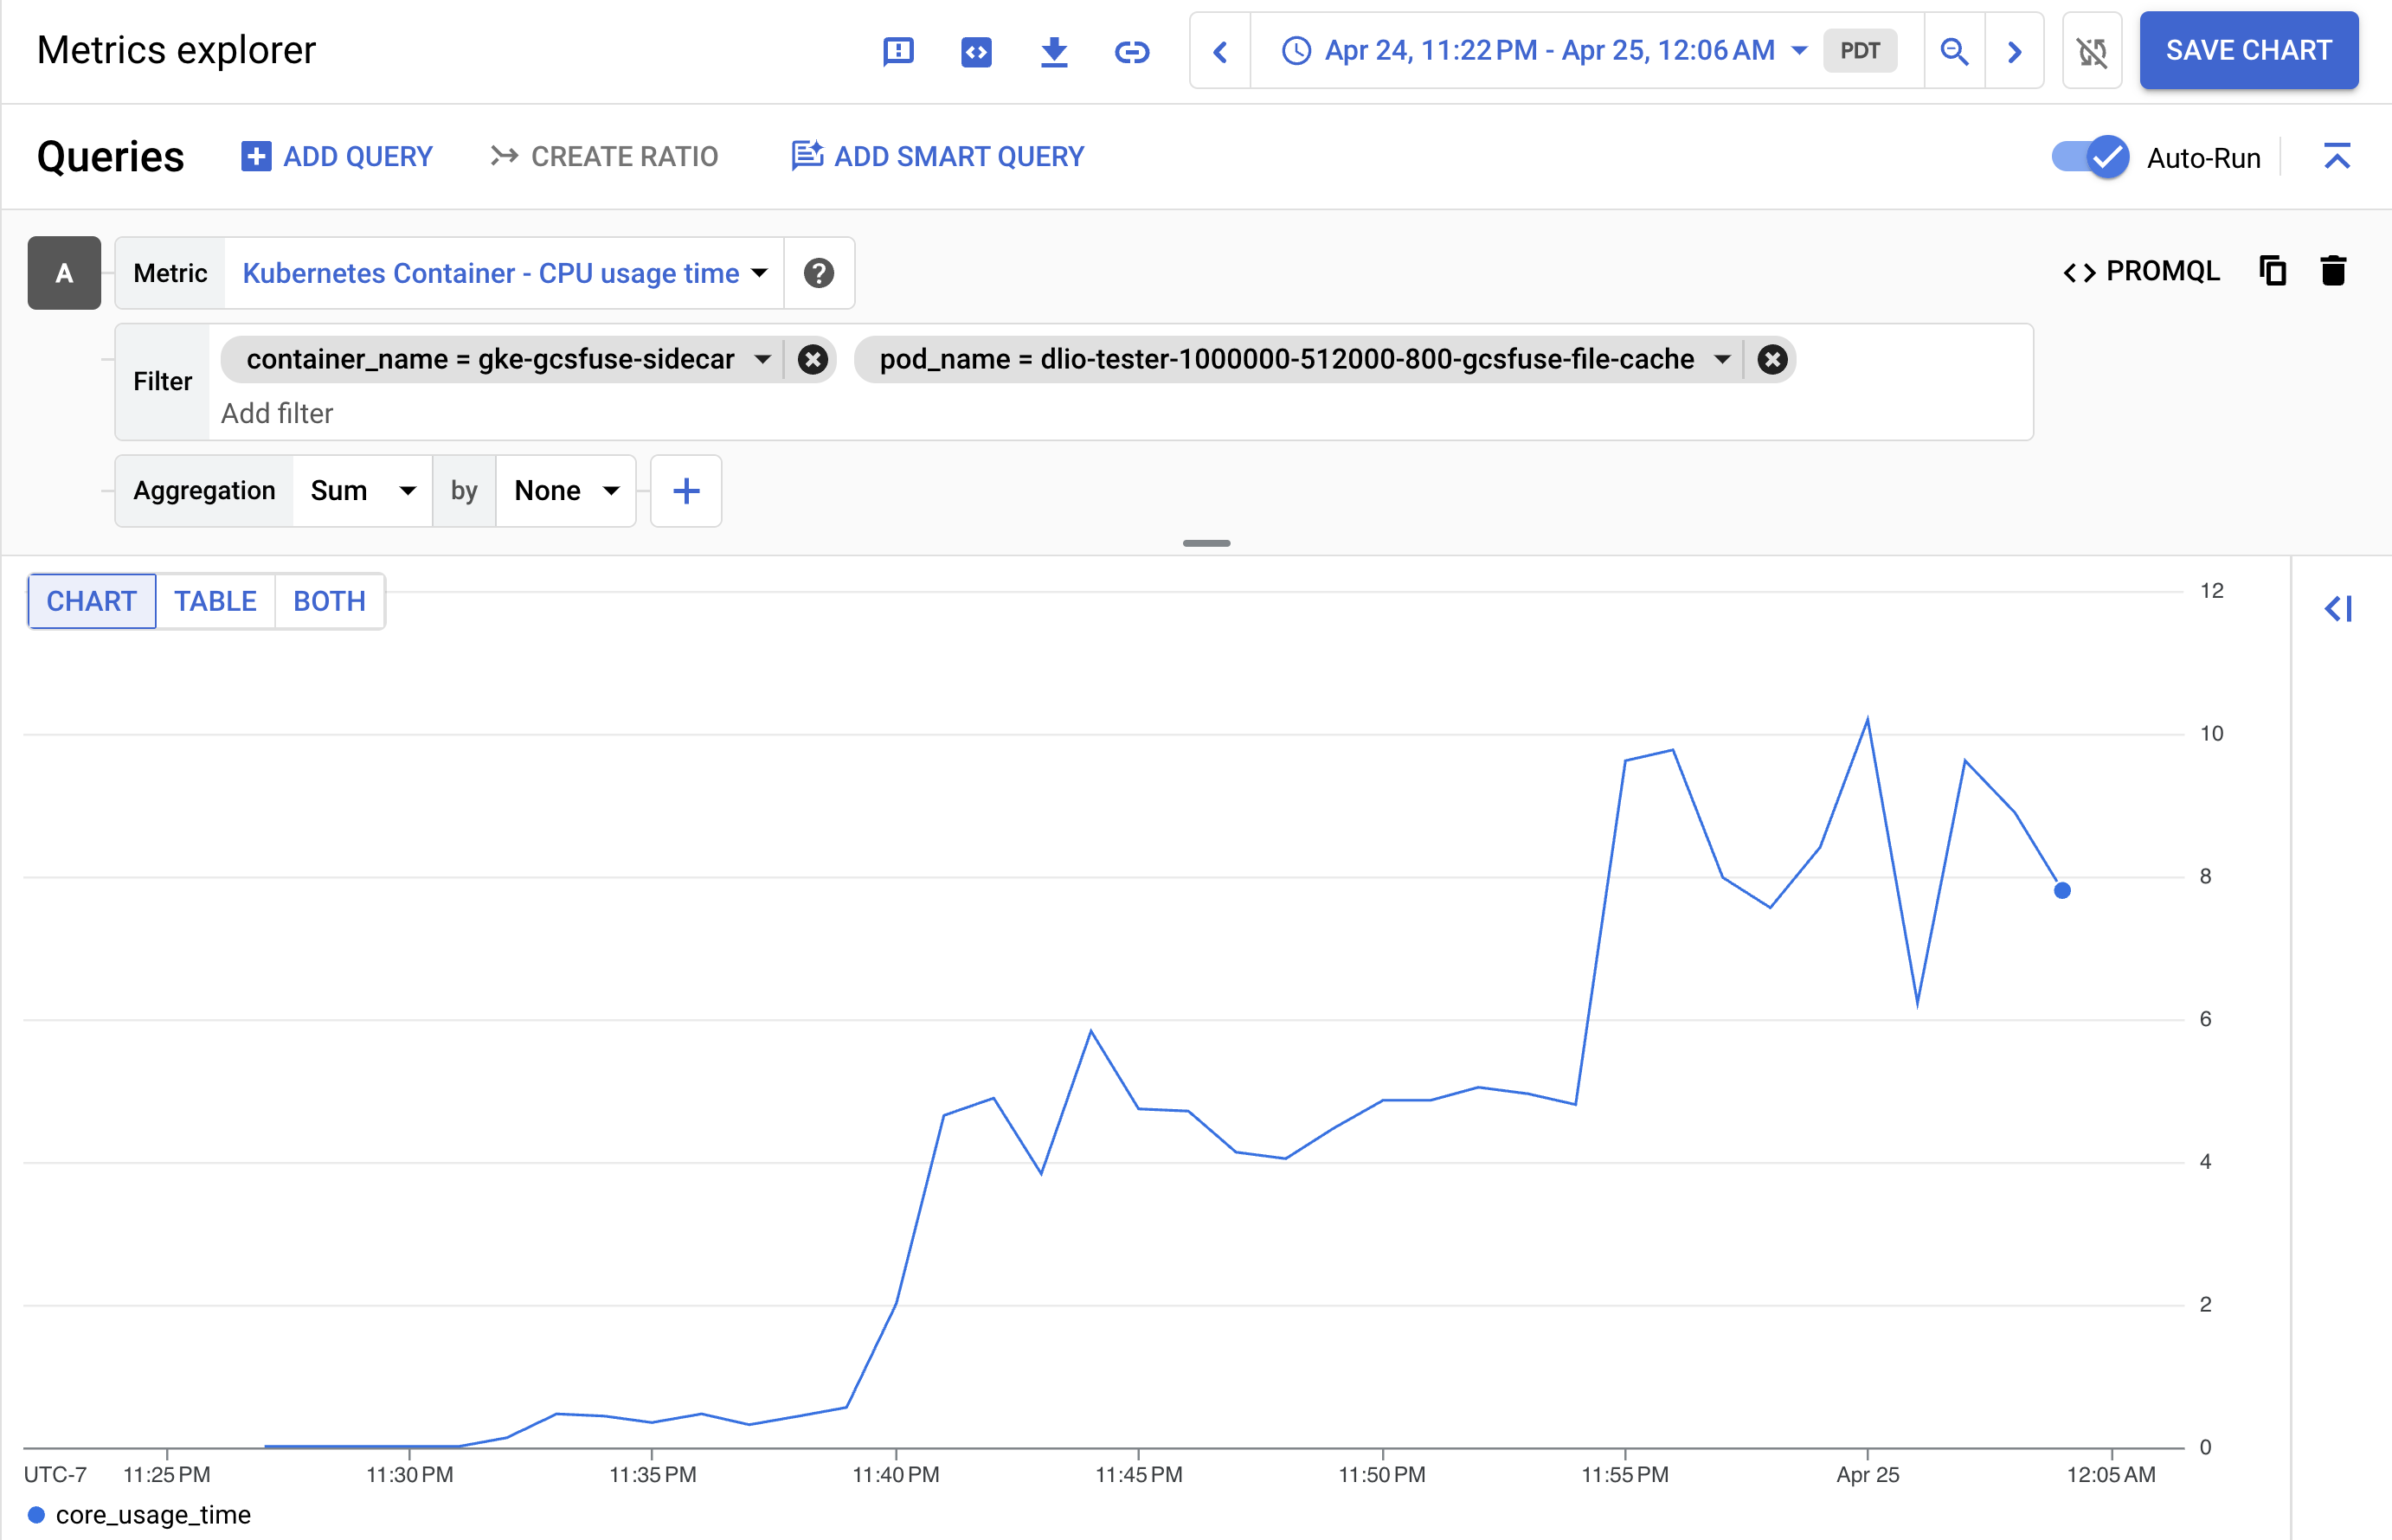 Metrics explorer
Apr 24, 11:22 PM - Apr 25, 12:06 AM
PDT
SAVE CHART
Queries
ADD QUERY
CREATE RATIO
ADD SMART QUERY
Auto-Run
A
Metric
Kubernetes Container - CPU usage time
PROMQL
Filter
container_name = gke-gcsfuse-sidecar
pod_name = dlio-tester-1000000-512000-800-gcsfuse-file-cache
Add filter
Aggregation
Sum
by
None
CHART
TABLE
BOTH
12
10
8
6
4
2
0
UTC-7
11:25 PM
11:30 PM
11:35 PM
11:40 PM
11:45 PM
11:50 PM
11:55 PM
Apr 25
12:05 AM
core_usage_time